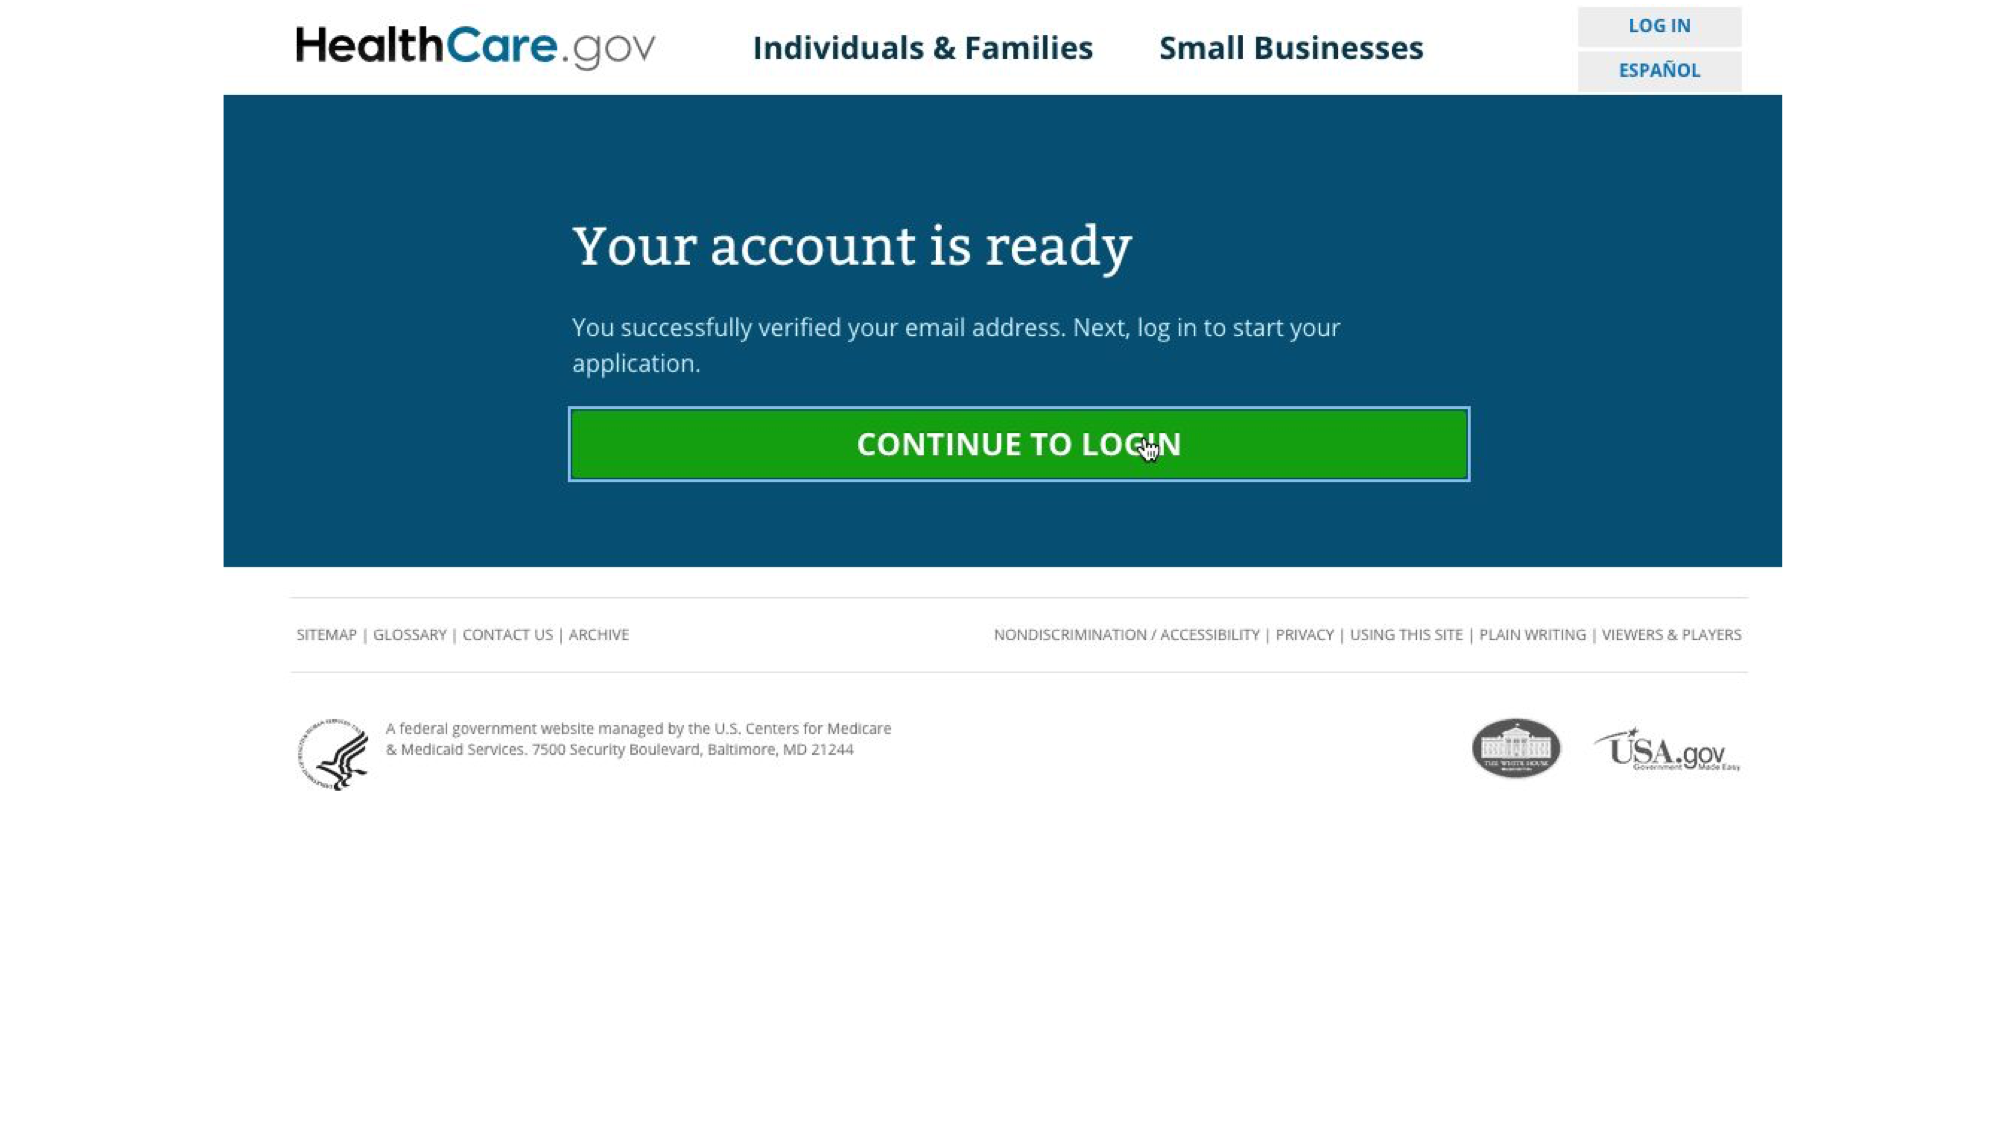 HealthCare.gov
Individuals & Families
Small Businesses
LOG IN
ESPAÑOL
Your account is ready
You successfully verified your email address. Next, log in to start your
application.
CONTINUE TO LOGIN
SITEMAP | GLOSSARY | CONTACT US | ARCHIVE
NONDISCRIMINATION / ACCESSIBILITY | PRIVACY | USING THIS SITE | PLAIN WRITING | VIEWERS & PLAYERS
A federal government website managed by the U.S. Centers for Medicare
& Medicaid Services. 7500 Security Boulevard, Baltimore, MD 21244
THE WHITE HOUSE
USA.gov
Government Made Easy